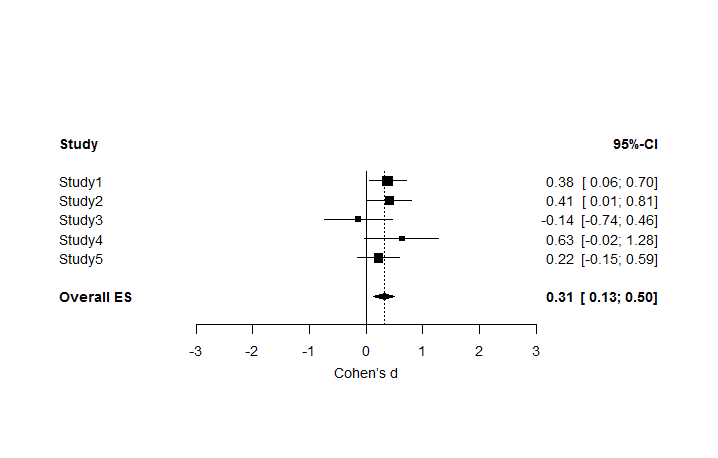 Study 95%-CI
Study1 0.38 [ 0.06; 0.70]
Study2 0.41 [ 0.01; 0.81]
Study3 -0.14 [-0.74; 0.46]
Study4 0.63 [-0.02; 1.28]
Study5 0.22 [-0.15; 0.59]
Overall ES 0.31 [ 0.13; 0.50]
-3 -2 -1 0 1 2 3
Cohen's d